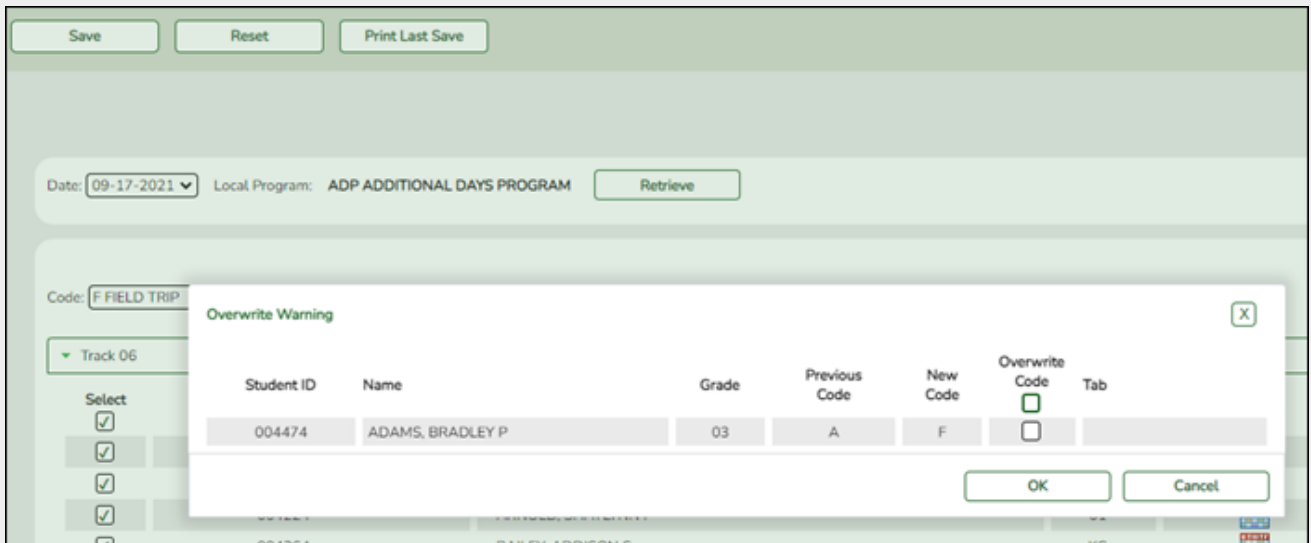 Save Reset Print Last Save
Date: 09-17-2021 Local Program: ADP ADDITIONAL DAYS PROGRAM Retrieve
Code: F FIELD TRIP
Overwrite Warning X
Track 06
Select
Student ID Name Grade Previous Code New Code Overwrite Code Tab
004474 ADAMS, BRADLEY P 03 A F
OK Cancel